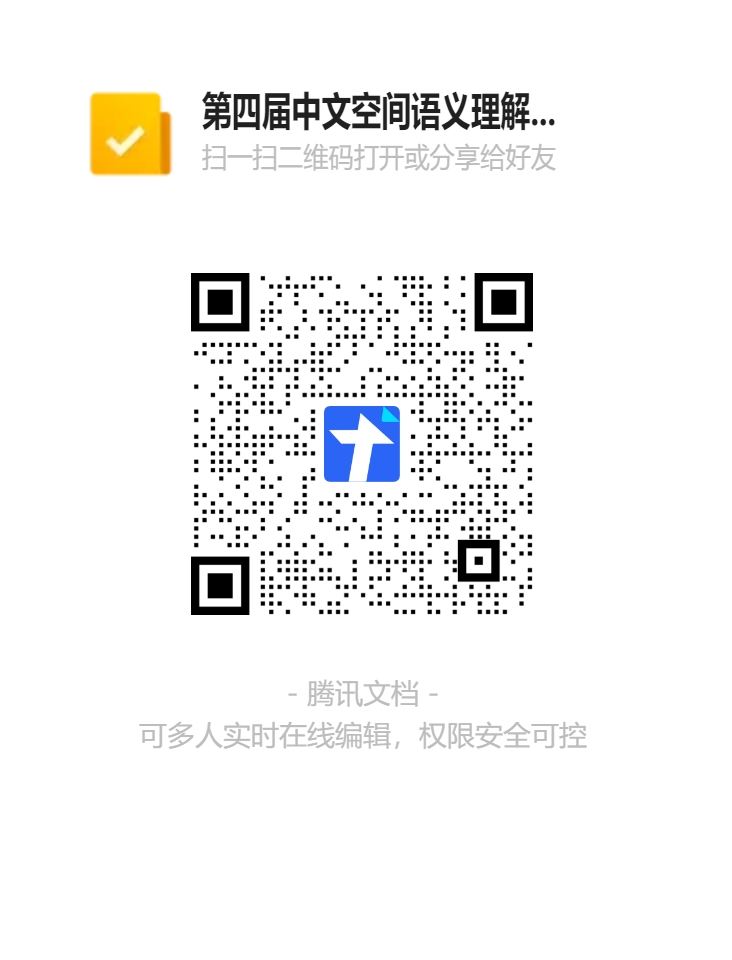 第四届中文空间语义理解...
扫一扫二维码打开或分享给好友
- 腾讯文档 -
可多人实时在线编辑，权限安全可控